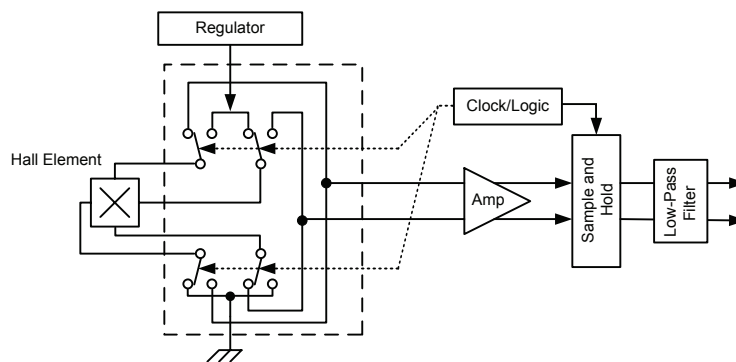 Regulator
Clock/Logic
Hall Element
Amp
Sample and
Hold
Low-Pass
Filter